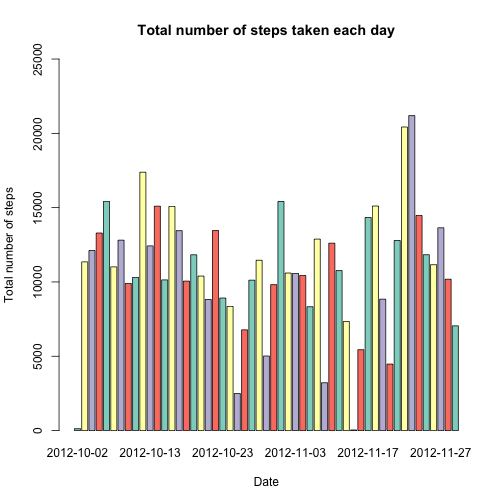 Total number of steps taken each day
Total number of steps
25000
20000
15000
10000
5000
0
2012-10-02 2012-10-13 2012-10-23 2012-11-03 2012-11-17 2012-11-27
Date